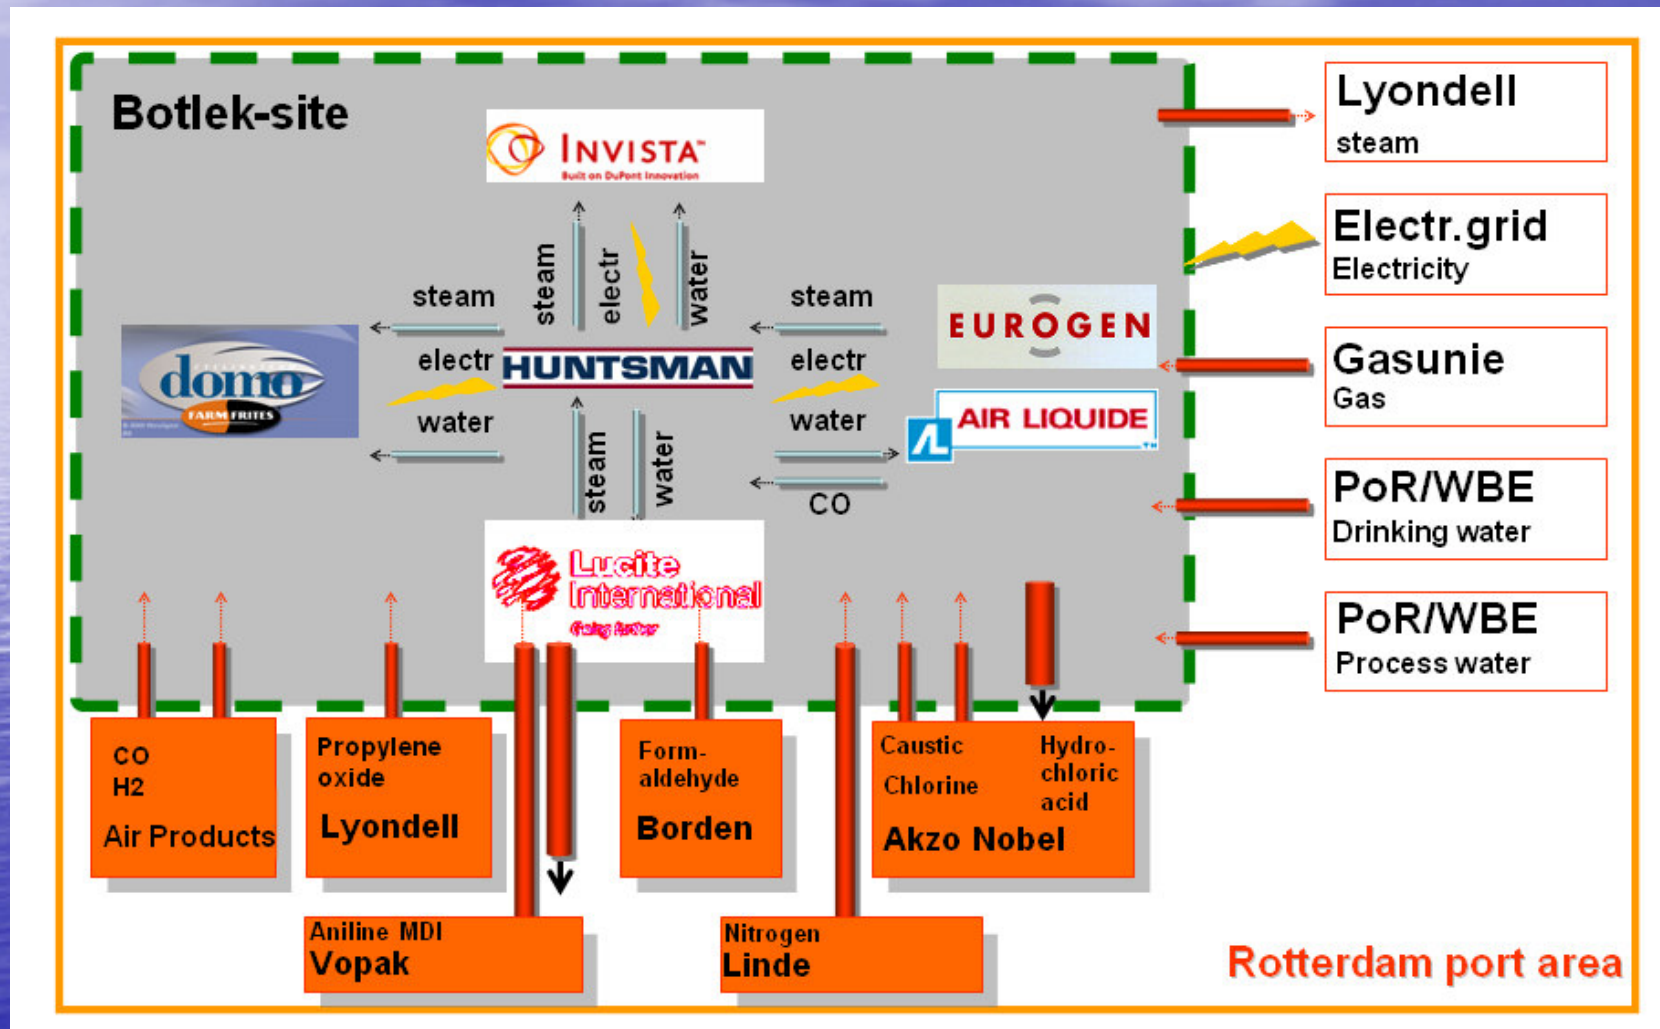 Botlek-site
INVISTA™
Built on DuPont Innovation
steam
electr
water
steam
electr
water
domo
FARM FRITES
HUNTSMAN
steam
electr
water
CO
EUROGEN
AL AIR LIQUIDE
TM
steam
water
Lucite
International
Lyondell
steam
Electr.grid
Electricity
Gasunie
Gas
PoR/WBE
Drinking water
PoR/WBE
Process water
CO
H2
Air Products
Propylene
oxide
Lyondell
Form-
aldehyde
Borden
Caustic
Chlorine
Hydro-
chloric
acid
Akzo Nobel
Aniline MDI
Vopak
Nitrogen
Linde
Rotterdam port area